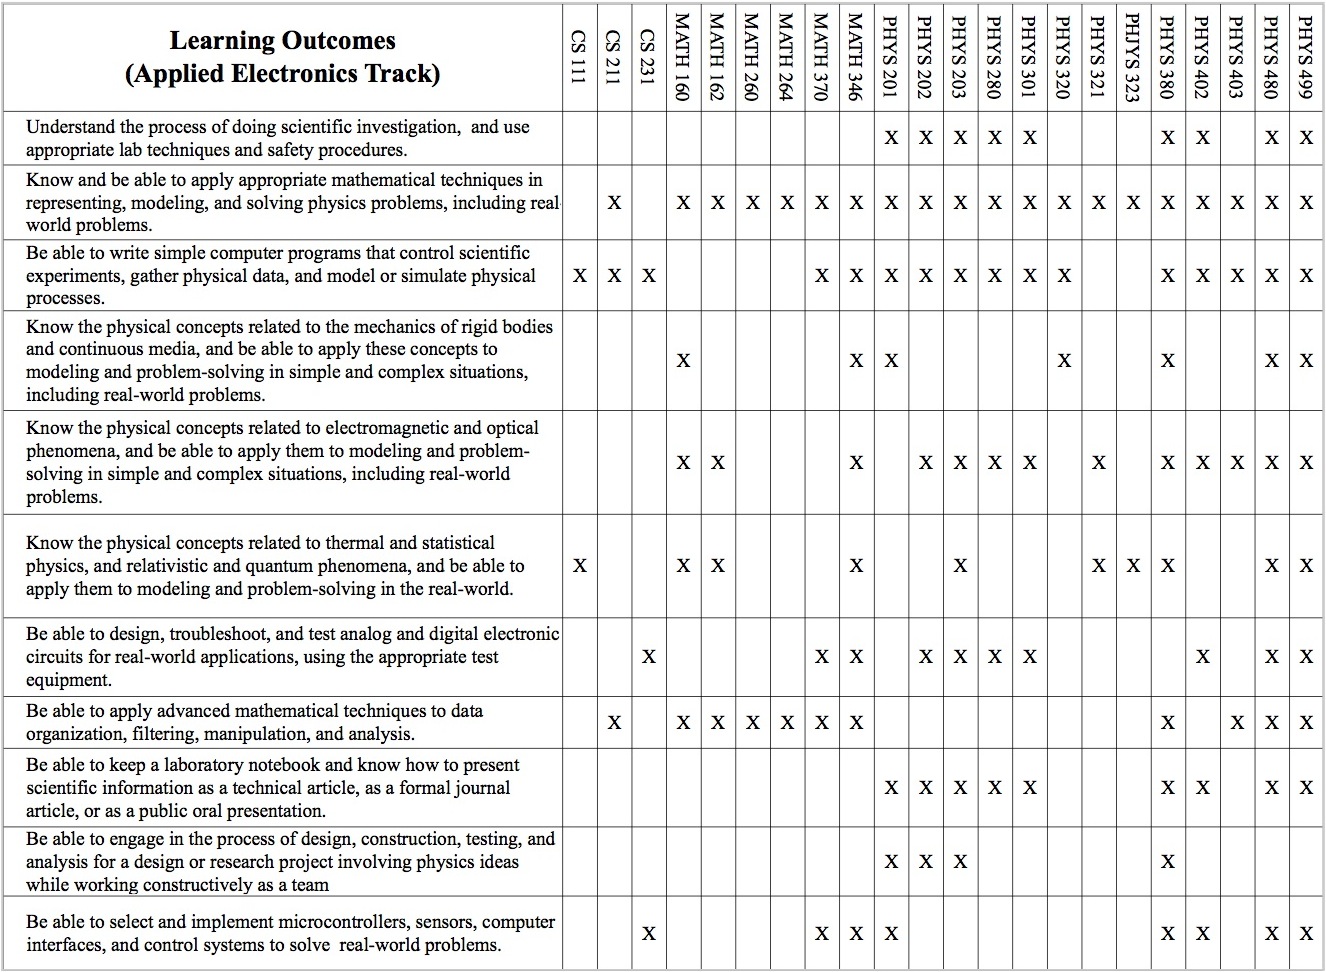 Learning Outcomes
(Applied Electronics Track)
CS 111
CS 211
CS 231
MATH 160
MATH 162
MATH 260
MATH 264
MATH 370
MATH 346
PHYS 201
PHYS 202
PHYS 203
PHYS 280
PHYS 301
PHYS 320
PHYS 321
PHJYS 323
PHYS 380
PHYS 402
PHYS 403
PHYS 480
PHYS 499
Understand the process of doing scientific investigation, and use
appropriate lab techniques and safety procedures.
X X X X X X X X X
Know and be able to apply appropriate mathematical techniques in
representing, modeling, and solving physics problems, including real
world problems.
X X X X X X X X X X X X X X X X X X X X
Be able to write simple computer programs that control scientific
experiments, gather physical data, and model or simulate physical
processes.
X X X X X X X X X X X X X X X X
Know the physical concepts related to the mechanics of rigid bodies
and continuous media, and be able to apply these concepts to
modeling and problem-solving in simple and complex situations,
including real-world problems.
X X X X X X X
Know the physical concepts related to electromagnetic and optical
phenomena, and be able to apply them to modeling and problem-
solving in simple and complex situations, including real-world
problems.
X X X X X X X X X X X X X
Know the physical concepts related to thermal and statistical
physics, and relativistic and quantum phenomena, and be able to
apply them to modeling and problem-solving in the real-world.
X X X X X X X X X X
Be able to design, troubleshoot, and test analog and digital electronic
circuits for real-world applications, using the appropriate test
equipment.
X X X X X X X X X X
Be able to apply advanced mathematical techniques to data
organization, filtering, manipulation, and analysis.
X X X X X X X X X X X
Be able to keep a laboratory notebook and know how to present
scientific information as a technical article, as a formal journal
article, or as a public oral presentation.
X X X X X X X X X
Be able to engage in the process of design, construction, testing, and
analysis for a design or research project involving physics ideas
while working constructively as a team
X X X X
Be able to select and implement microcontrollers, sensors, computer
interfaces, and control systems to solve real-world problems.
X X X X X X X X